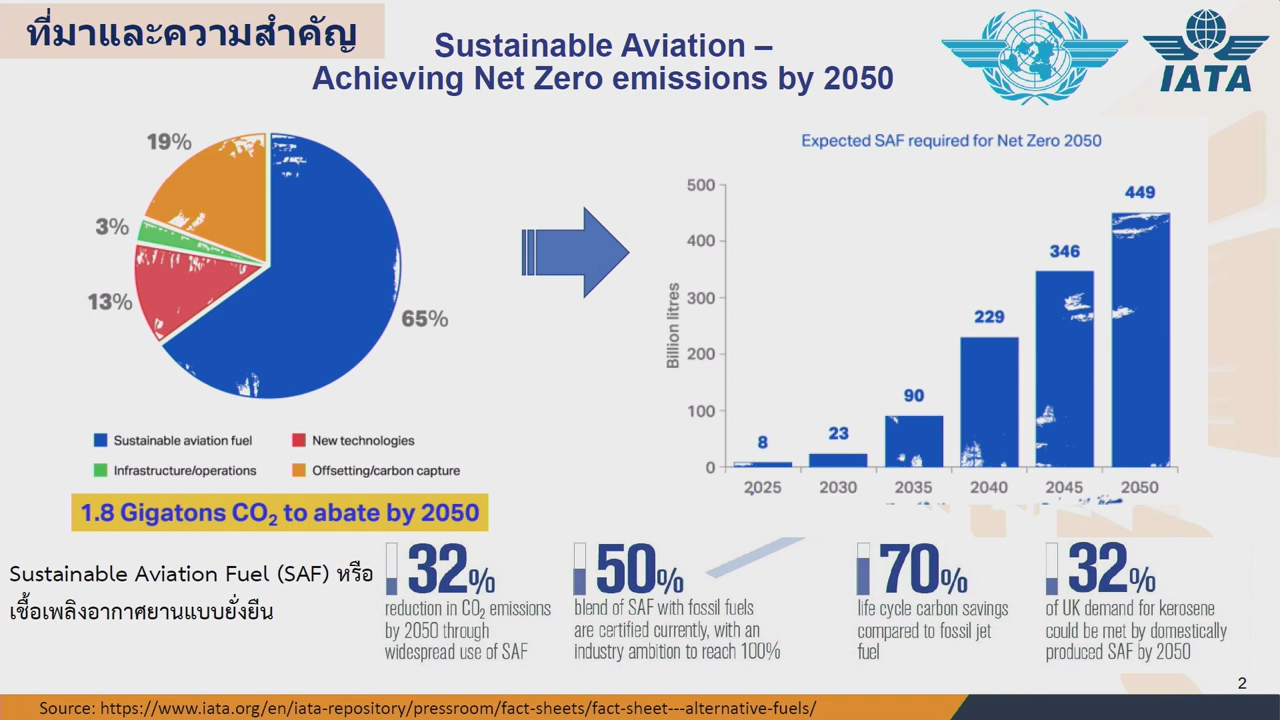 ที่มาและความสำคัญ
Sustainable Aviation –
Achieving Net Zero emissions by 2050
IATA
19%
3%
13%
65%
Sustainable aviation fuel
New technologies
Infrastructure/operations
Offsetting/carbon capture
1.8 Gigatons CO₂ to abate by 2050
Expected SAF required for Net Zero 2050
Billion litres
500
400
300
200
100
0
8
23
90
229
346
449
2025
2030
2035
2040
2045
2050
Sustainable Aviation Fuel (SAF) หรือ
เชื้อเพลิงอากาศยานแบบยั่งยืน
32%
reduction in CO₂ emissions
by 2050 through
widespread use of SAF
50%
blend of SAF with fossil fuels
are certified currently, with an
industry ambition to reach 100%
70%
life cycle carbon savings
compared to fossil jet
fuel
32%
of UK demand for kerosene
could be met by domestically
produced SAF by 2050
2
Source: https://www.iata.org/en/iata-repository/pressroom/fact-sheets/fact-sheet---alternative-fuels/